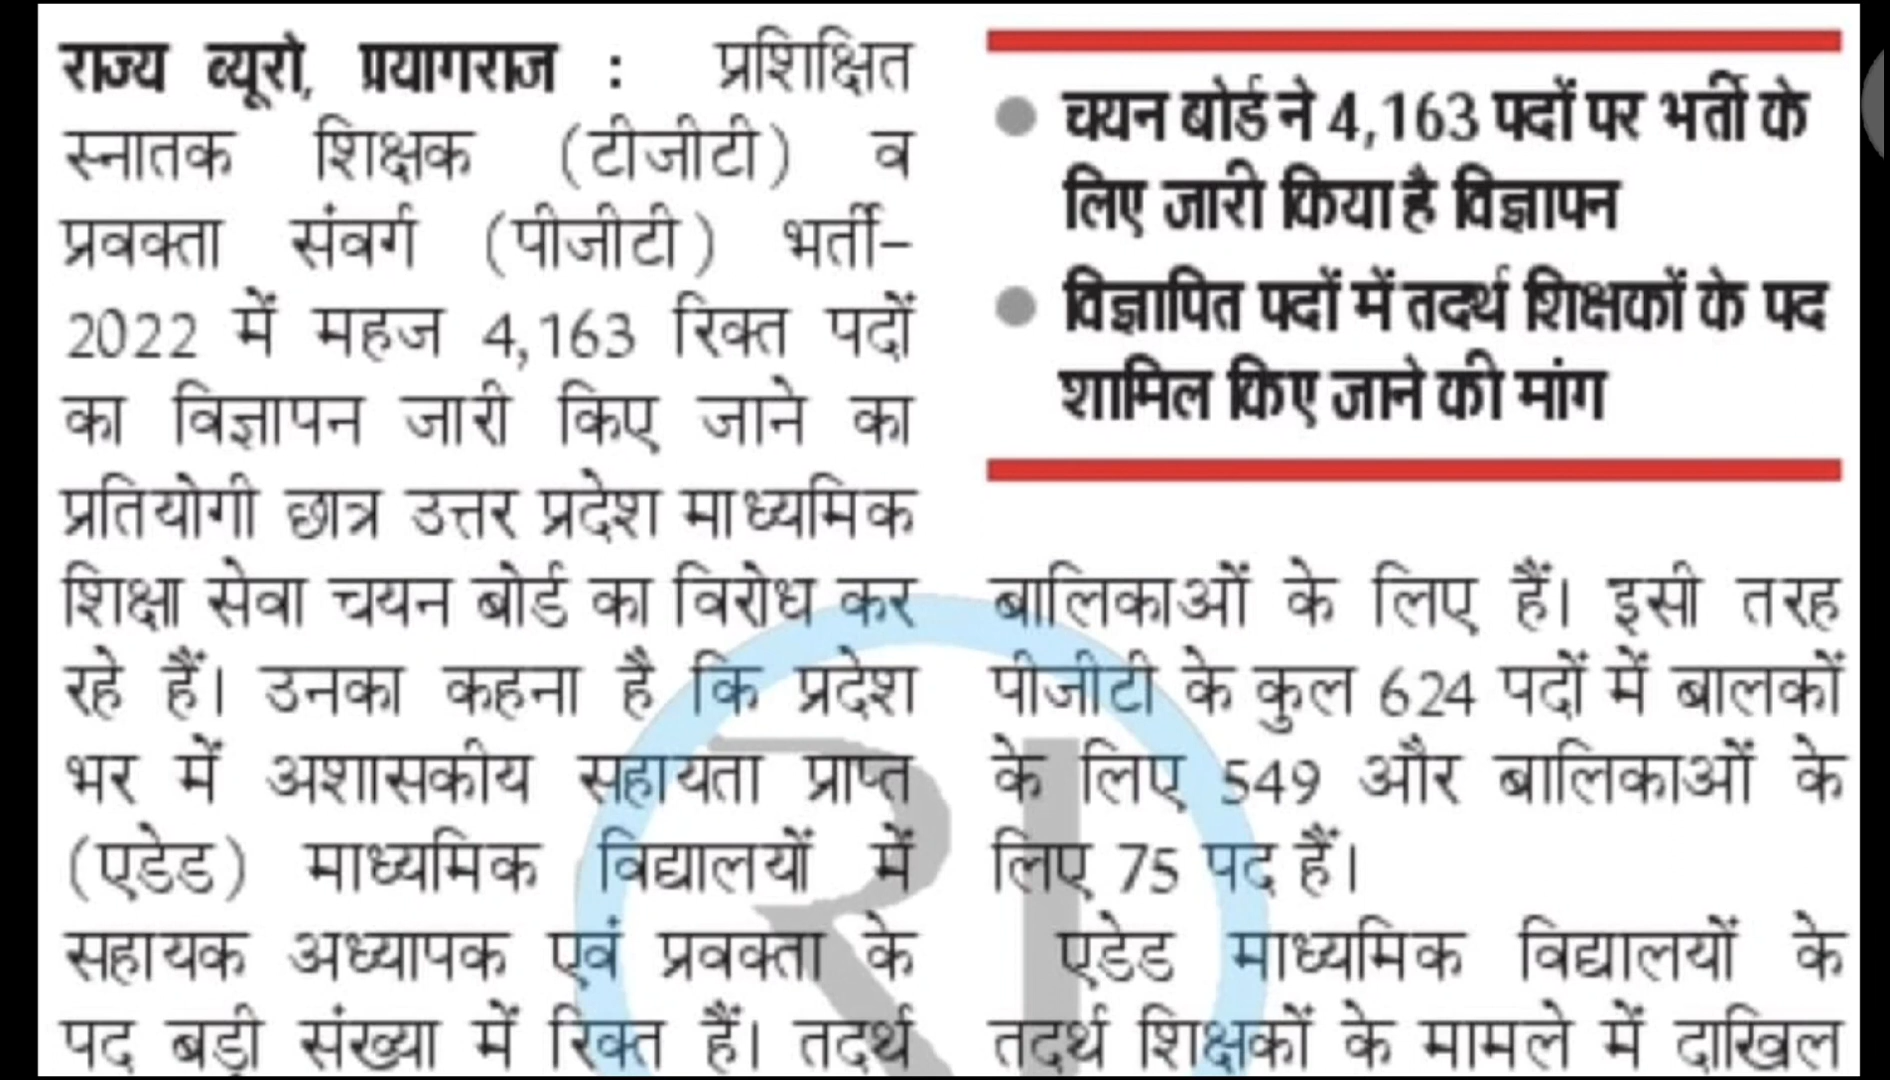 राज्य ब्यूरो, प्रयागराज : प्रशिक्षित
स्नातक शिक्षक (टीजीटी) व
प्रवक्ता संवर्ग (पीजीटी) भर्ती-
2022 में महज 4,163 रिक्त पदों
का विज्ञापन जारी किए जाने का
प्रतियोगी छात्र उत्तर प्रदेश माध्यमिक
शिक्षा सेवा चयन बोर्ड का विरोध कर
रहे हैं। उनका कहना है कि प्रदेश
भर में अशासकीय सहायता प्राप्त
(एडेड) माध्यमिक विद्यालयों में
सहायक अध्यापक एवं प्रवक्ता के
पद बड़ी संख्या में रिक्त हैं। तदर्थ
चयन बोर्ड ने 4,163 पदों पर भर्ती के
लिए जारी किया है विज्ञापन
विज्ञापित पदों में तदर्थ शिक्षकों के पद
शामिल किए जाने की मांग
बालिकाओं के लिए हैं। इसी तरह
पीजीटी के कुल 624 पदों में बालकों
के लिए 549 और बालिकाओं के
लिए 75 पद हैं।
एडेड माध्यमिक विद्यालयों के
तदर्थ शिक्षकों के मामले में दाखिल